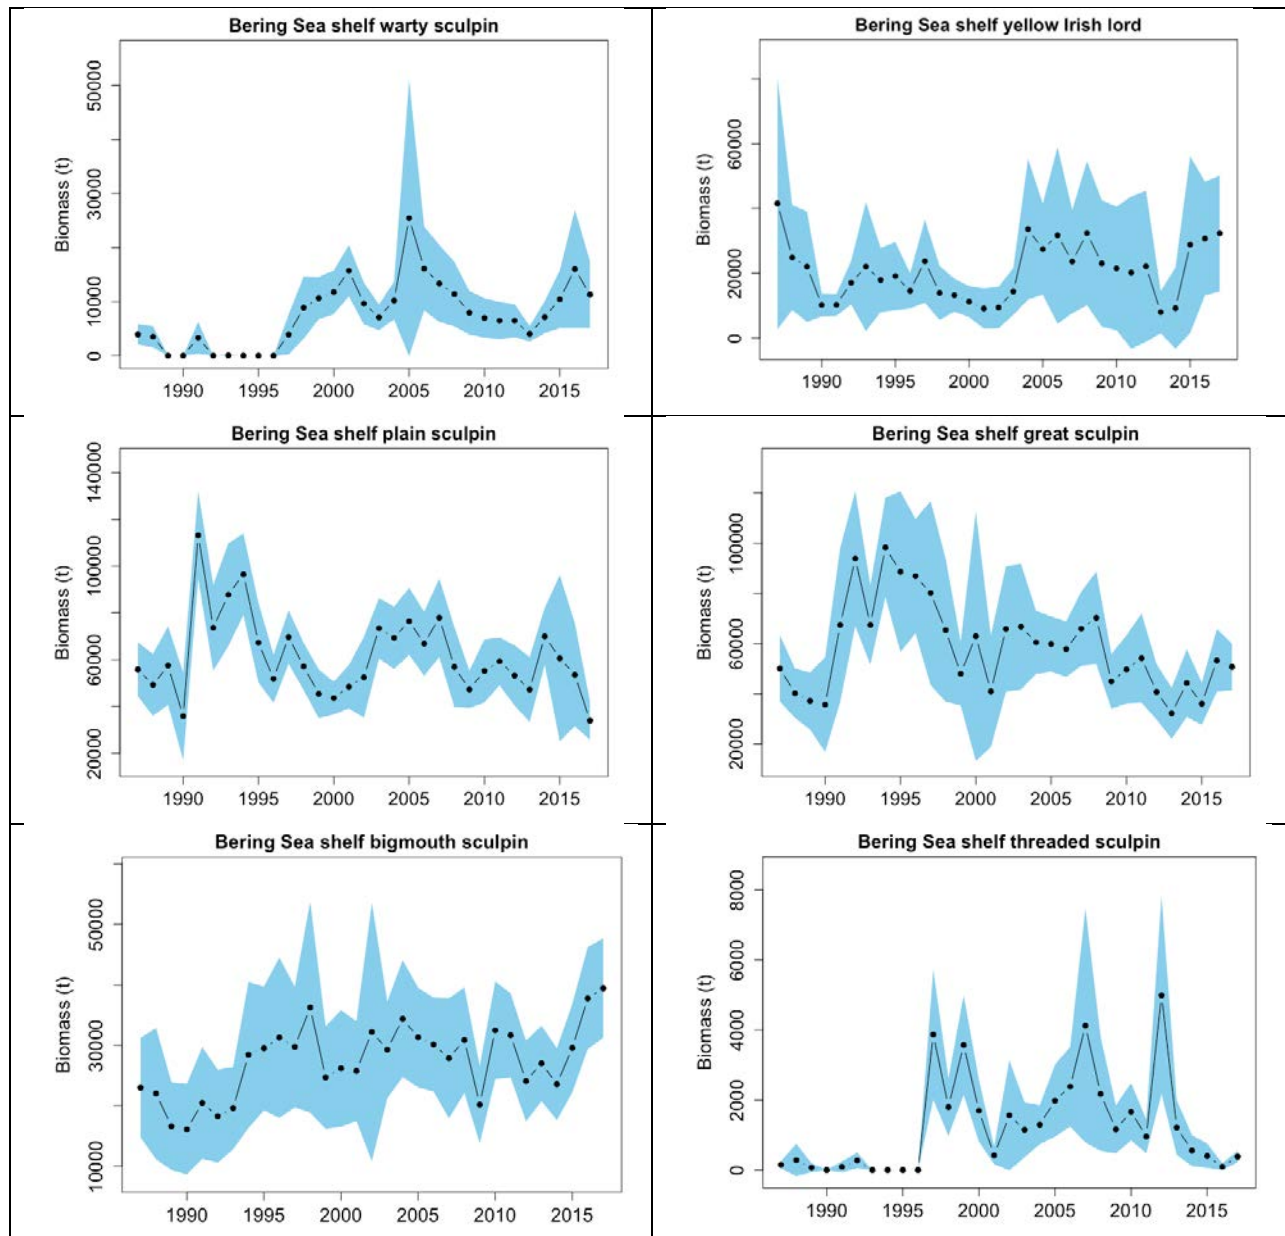 Bering Sea shelf warty sculpin
Biomass (t)
50000
30000
10000
0
1990 1995 2000 2005 2010 2015
Bering Sea shelf yellow Irish lord
Biomass (t)
60000
20000
0
1990 1995 2000 2005 2010 2015
Bering Sea shelf plain sculpin
Biomass (t)
140000
100000
60000
20000
1990 1995 2000 2005 2010 2015
Bering Sea shelf great sculpin
Biomass (t)
100000
60000
20000
1990 1995 2000 2005 2010 2015
Bering Sea shelf bigmouth sculpin
Biomass (t)
50000
30000
10000
1990 1995 2000 2005 2010 2015
Bering Sea shelf threaded sculpin
Biomass (t)
8000
6000
4000
2000
0
1990 1995 2000 2005 2010 2015